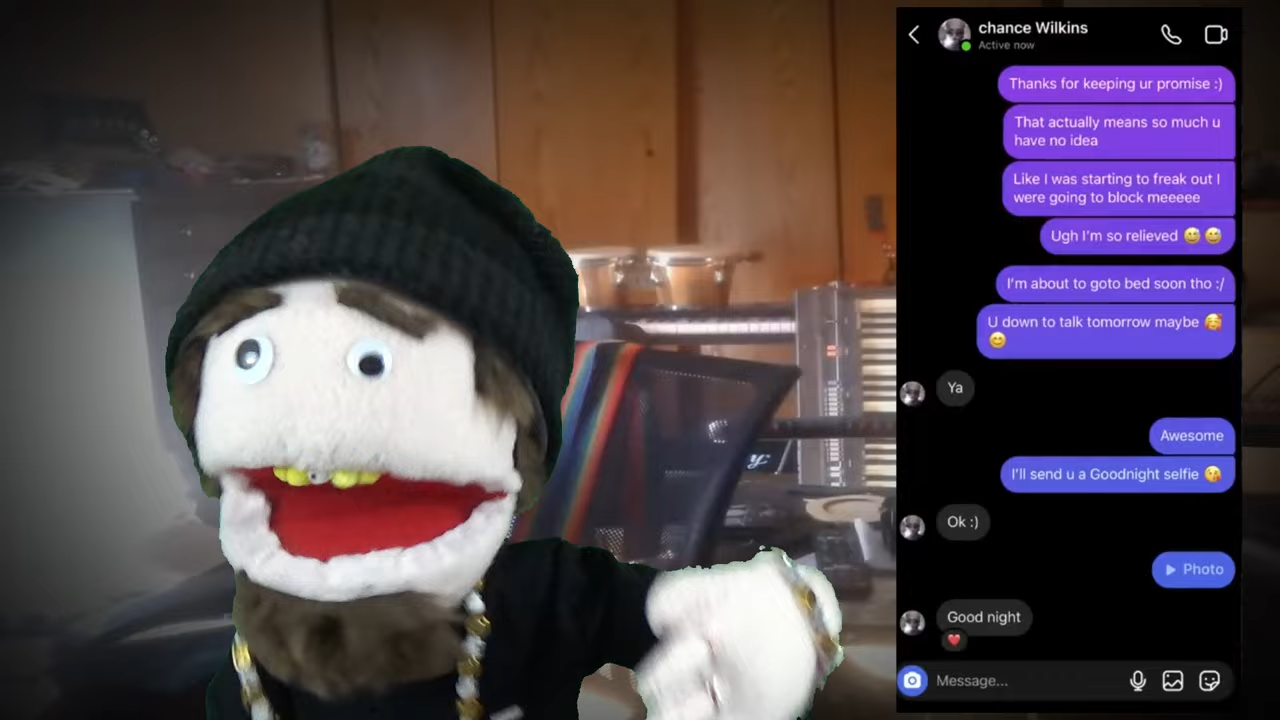 chance Wilkins
Active now
Thanks for keeping ur promise :)
That actually means so much u
have no idea
Like I was starting to freak out I
were going to block meeeee
Ugh I'm so relieved 😅 😅
I'm about to goto bed soon tho :/
U down to talk tomorrow maybe 🥰
😊
Ya
Awesome
I'll send u a Goodnight selfie 😘
Ok :)
Photo
Good night
❤️
Message...